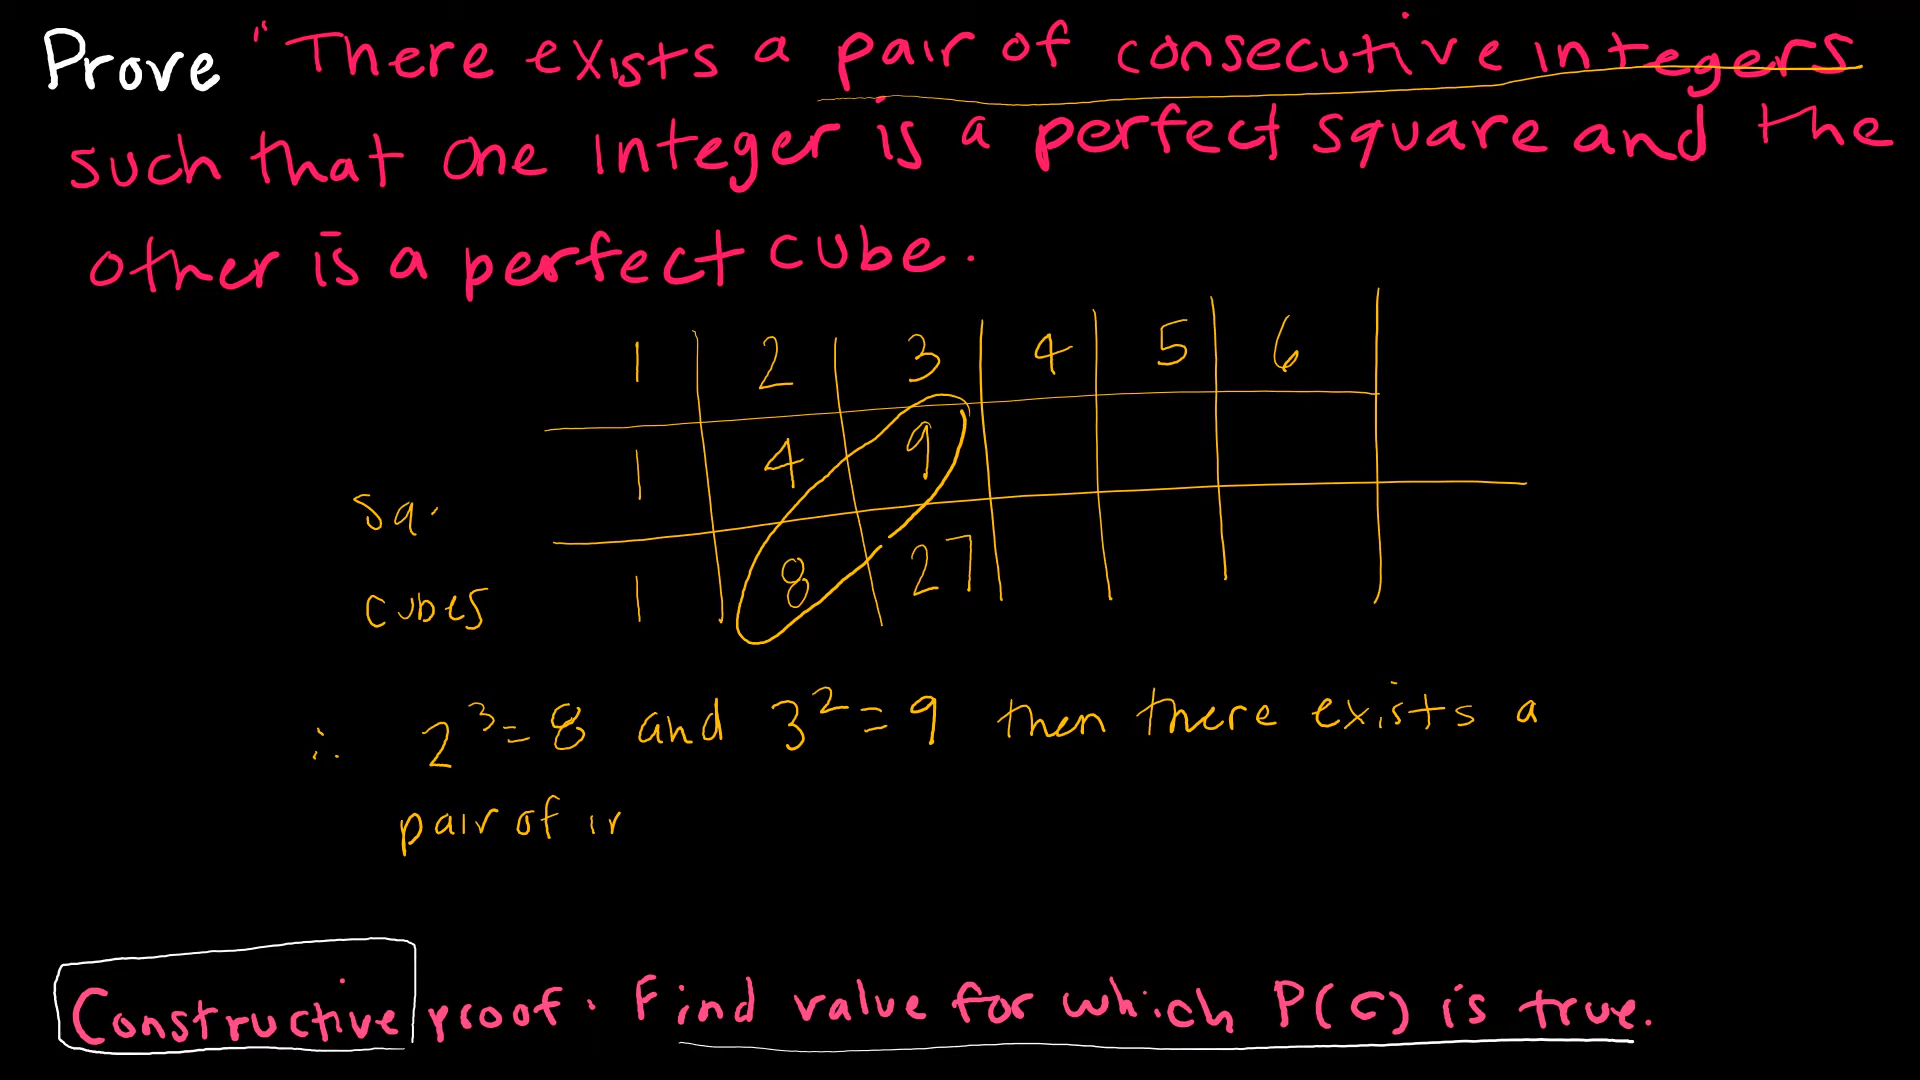 Prove "There exists a pair of consecutive integers
such that one integer is a perfect square and the
other is a perfect cube.
1 2 3 4 5 6
sq. 1 4 9
cubes 1 8 27
∴ 2³=8 and 3²=9 then there exists a
pair of in
Constructive proof. Find value for which P(c) is true.